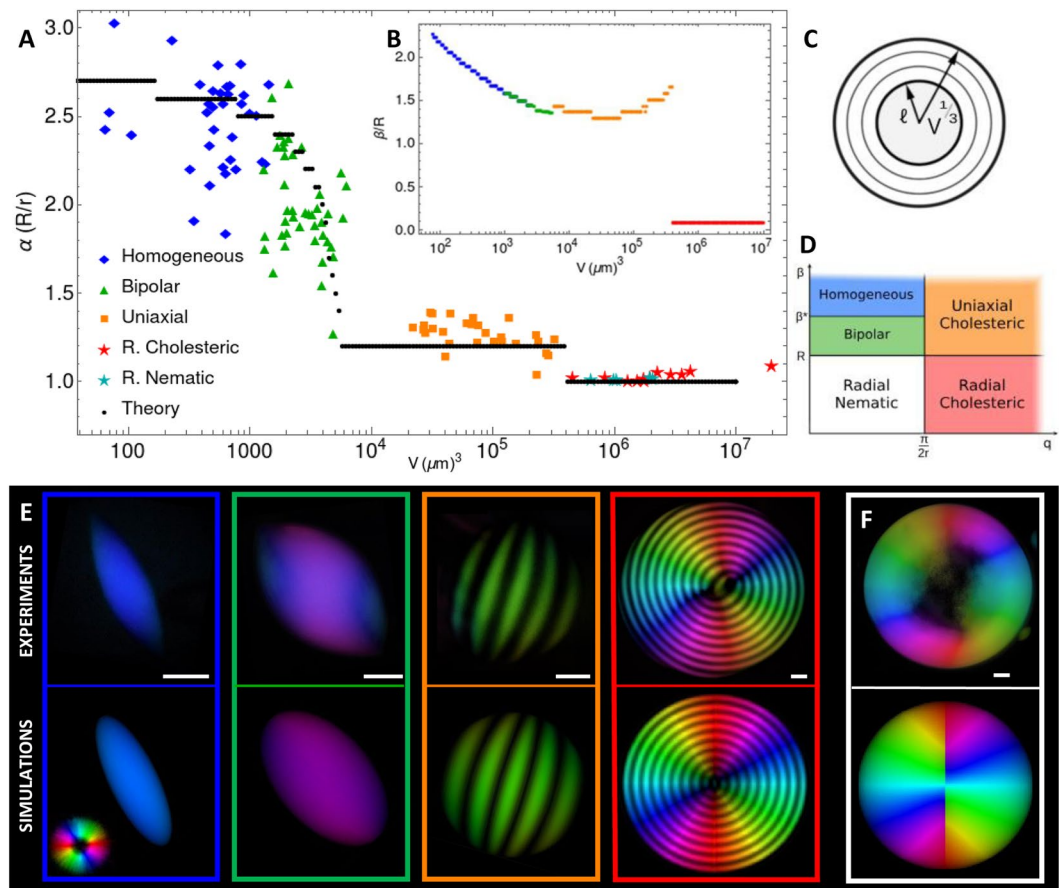 A
3.0
2.5
2.0
1.5
1.0
α (R/r)
Homogeneous
Bipolar
Uniaxial
R. Cholesteric
R. Nematic
Theory
100
1000
10⁴
10⁵
10⁶
10⁷
V (μm)³
B
2.0
1.5
1.0
0.5
0.0
β/R
10²
10³
10⁴
10⁵
10⁶
10⁷
V (μm)³
C
ℓ
V^1/3
D
β
β*
R
Homogeneous
Bipolar
Uniaxial
Cholesteric
Radial
Nematic
Radial
Cholesteric
π
2r
q
E
F
EXPERIMENTS
SIMULATIONS